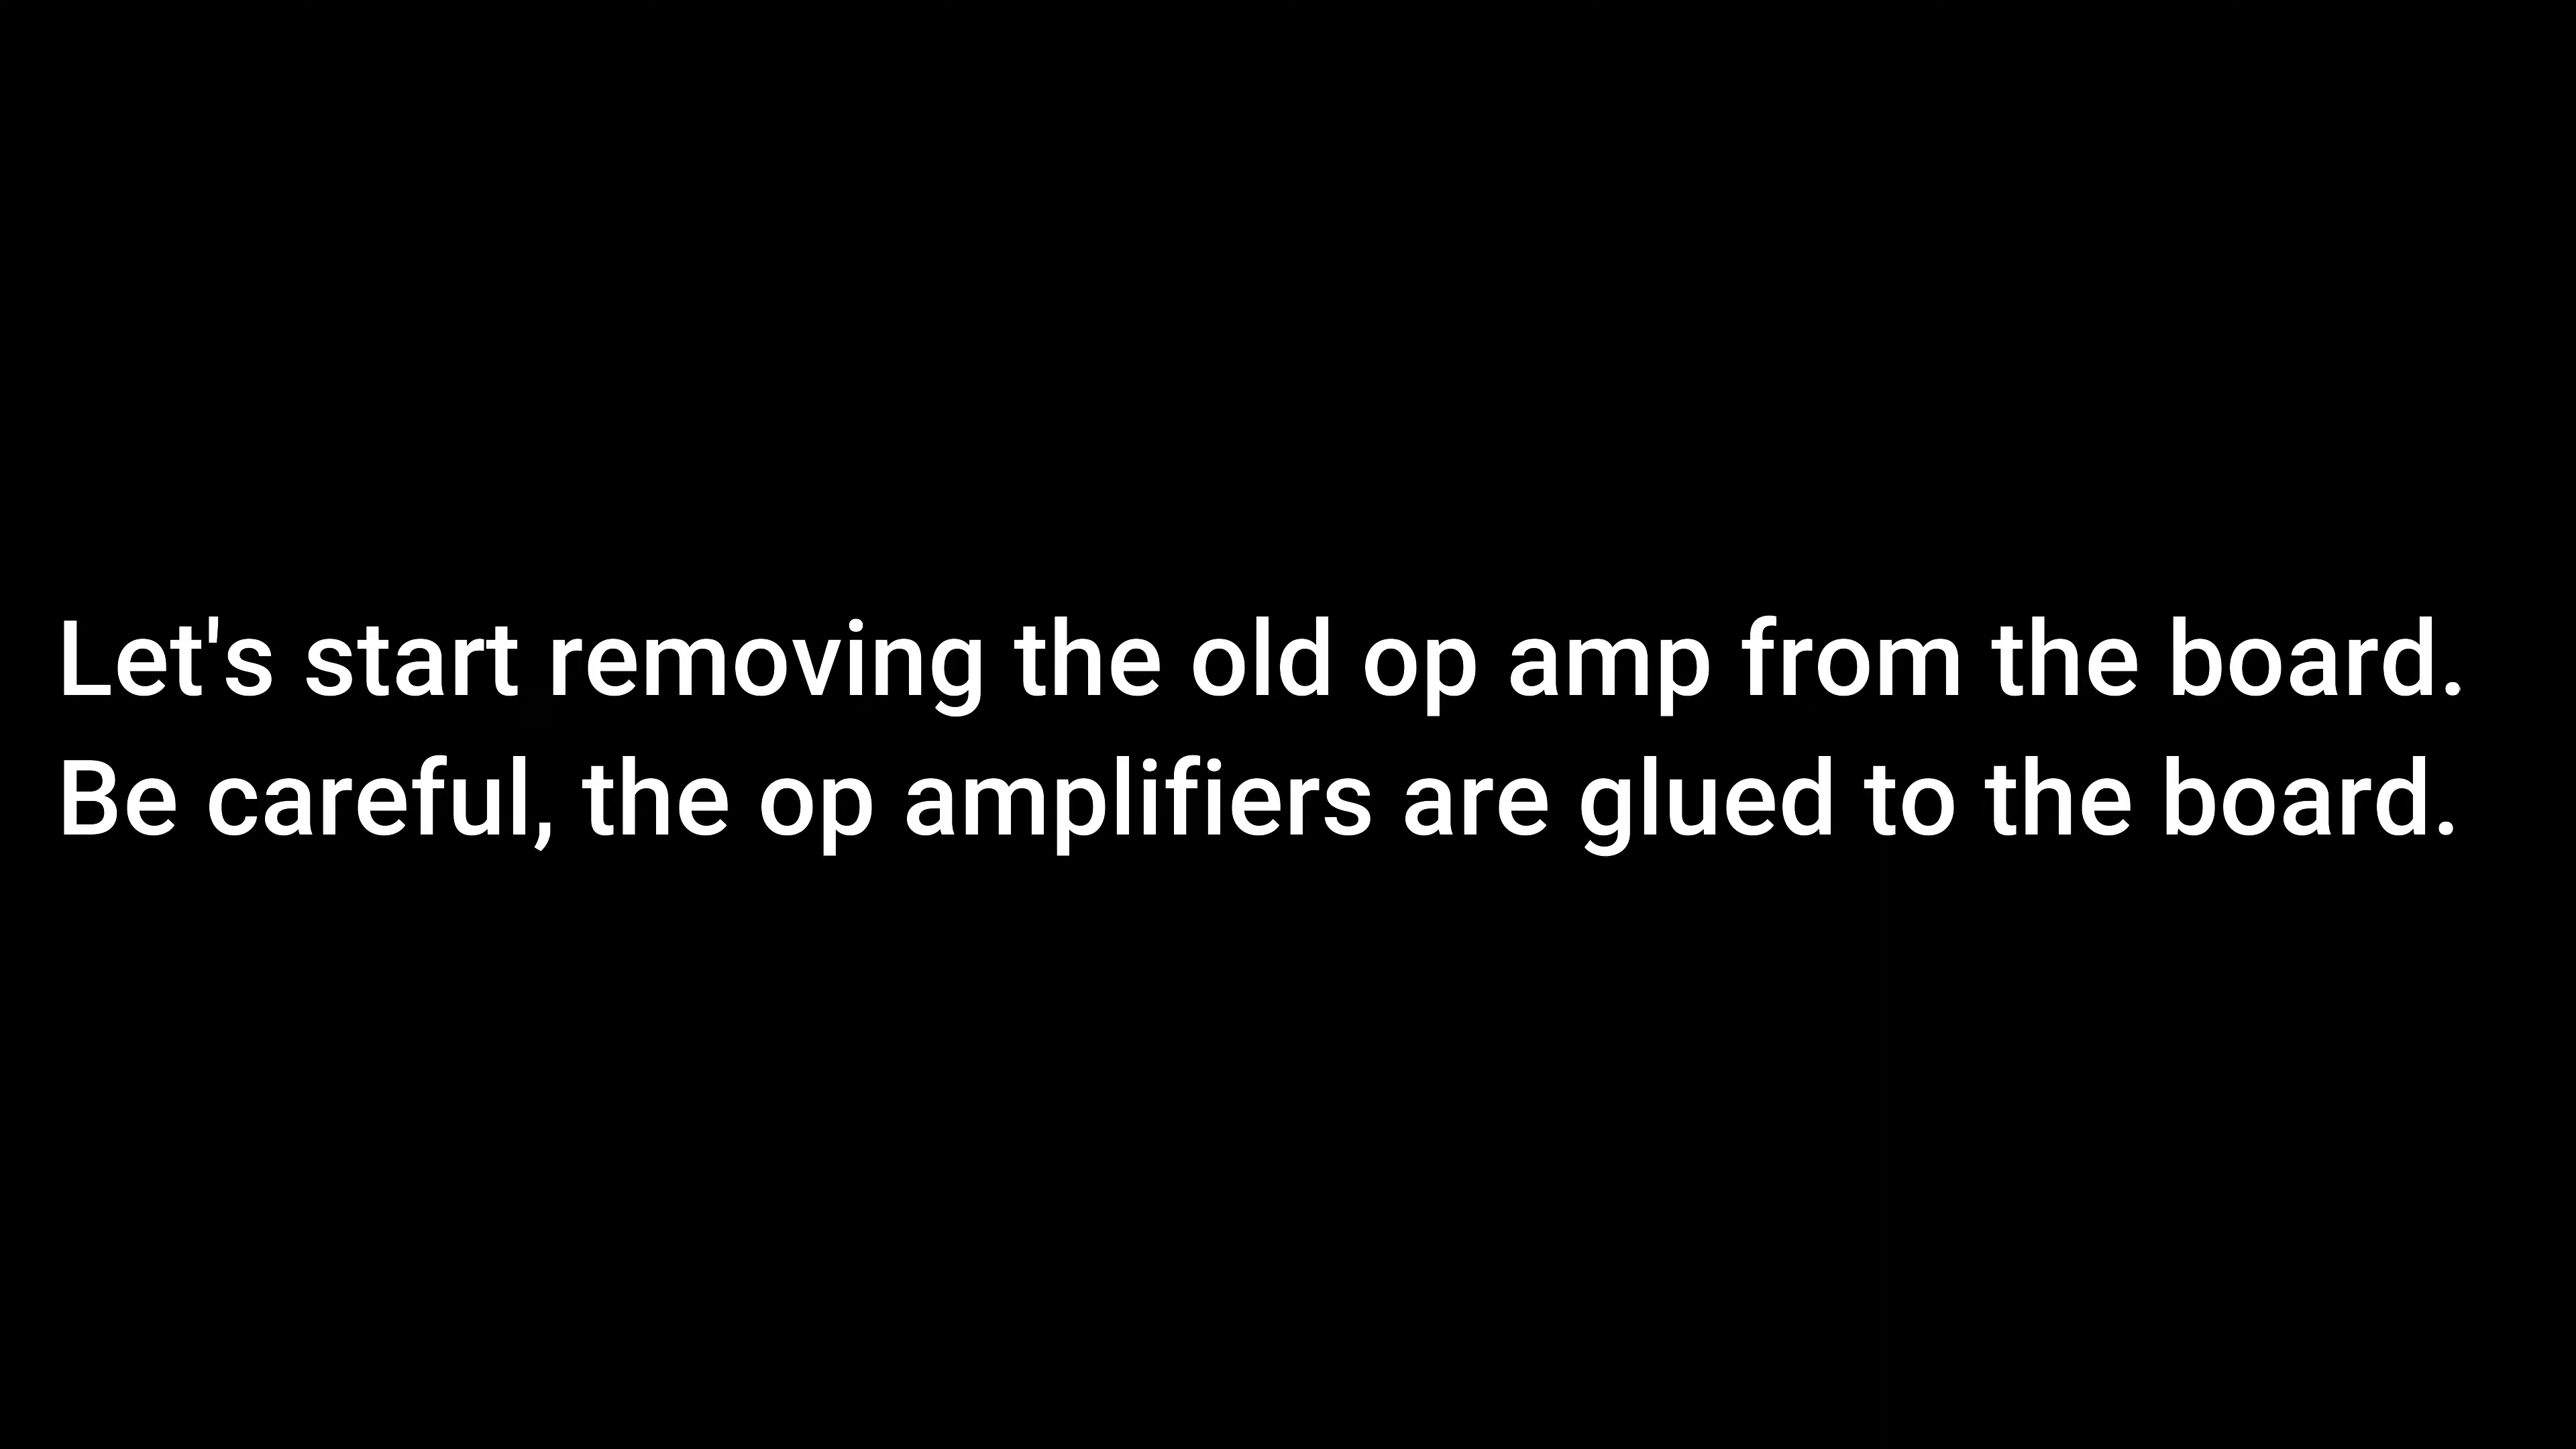 Let's start removing the old op amp from the board.
Be careful, the op amplifiers are glued to the board.